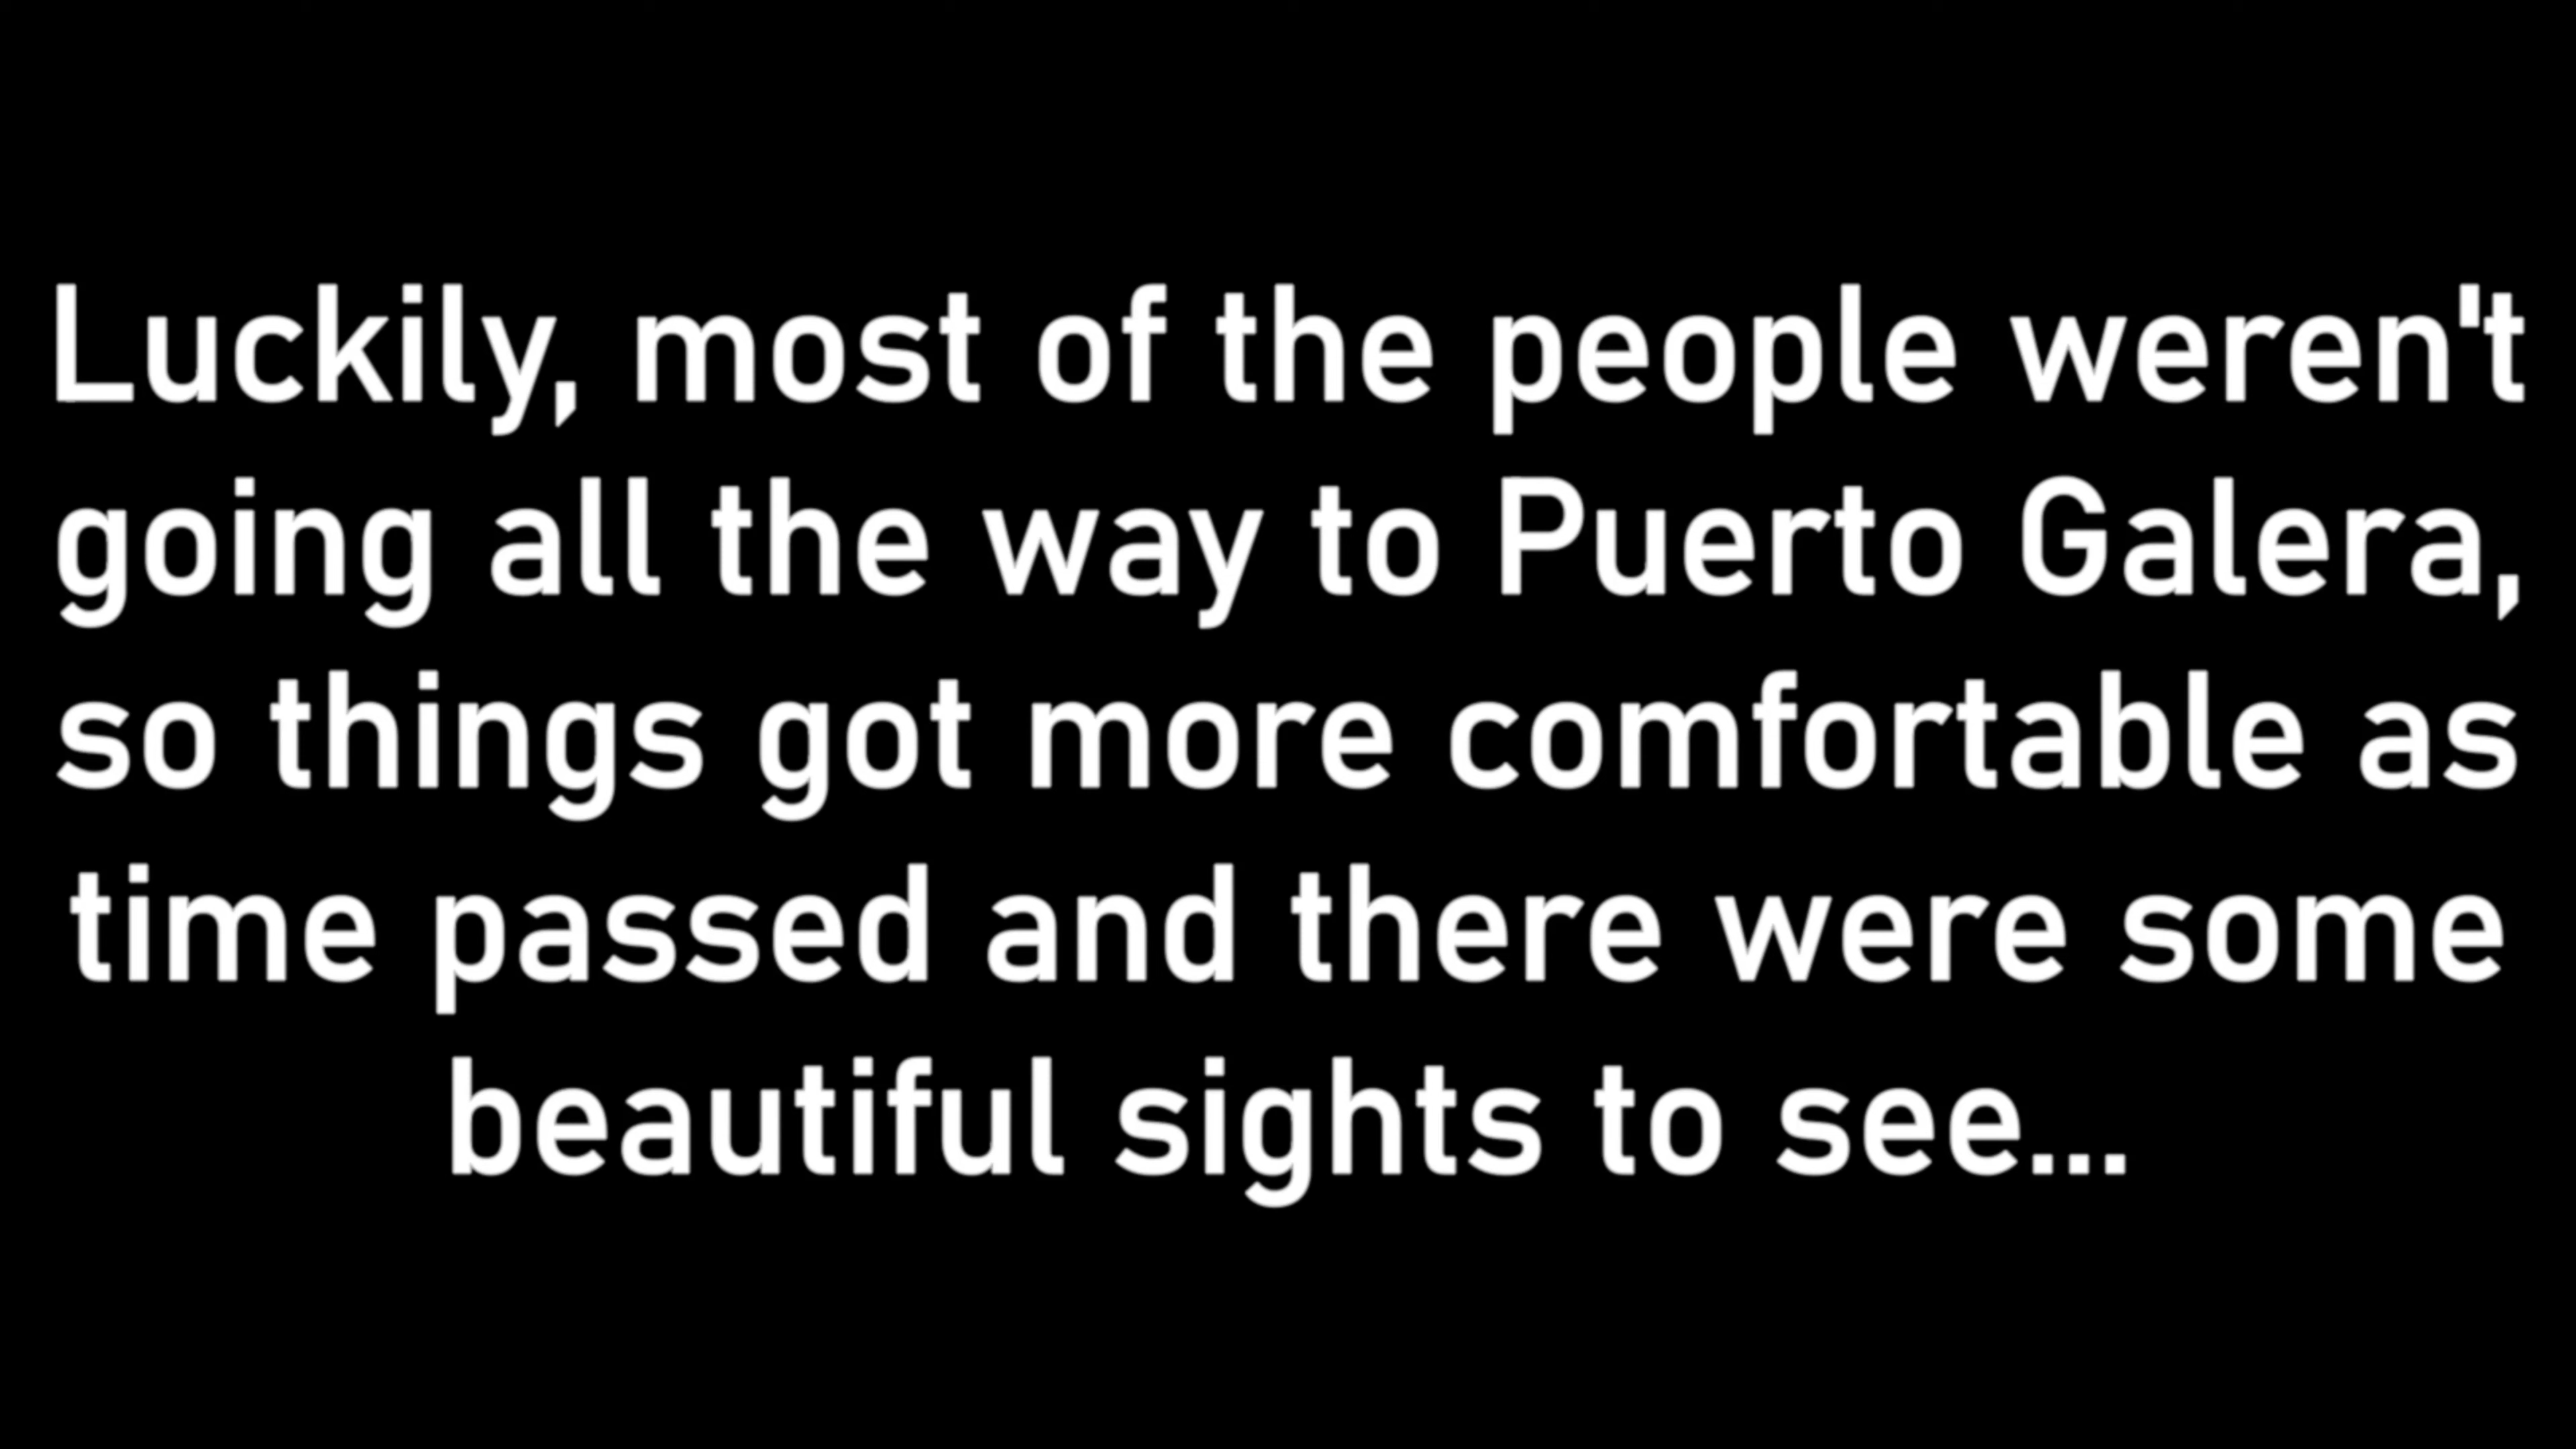 Luckily, most of the people weren't
going all the way to Puerto Galera,
so things got more comfortable as
time passed and there were some
beautiful sights to see...